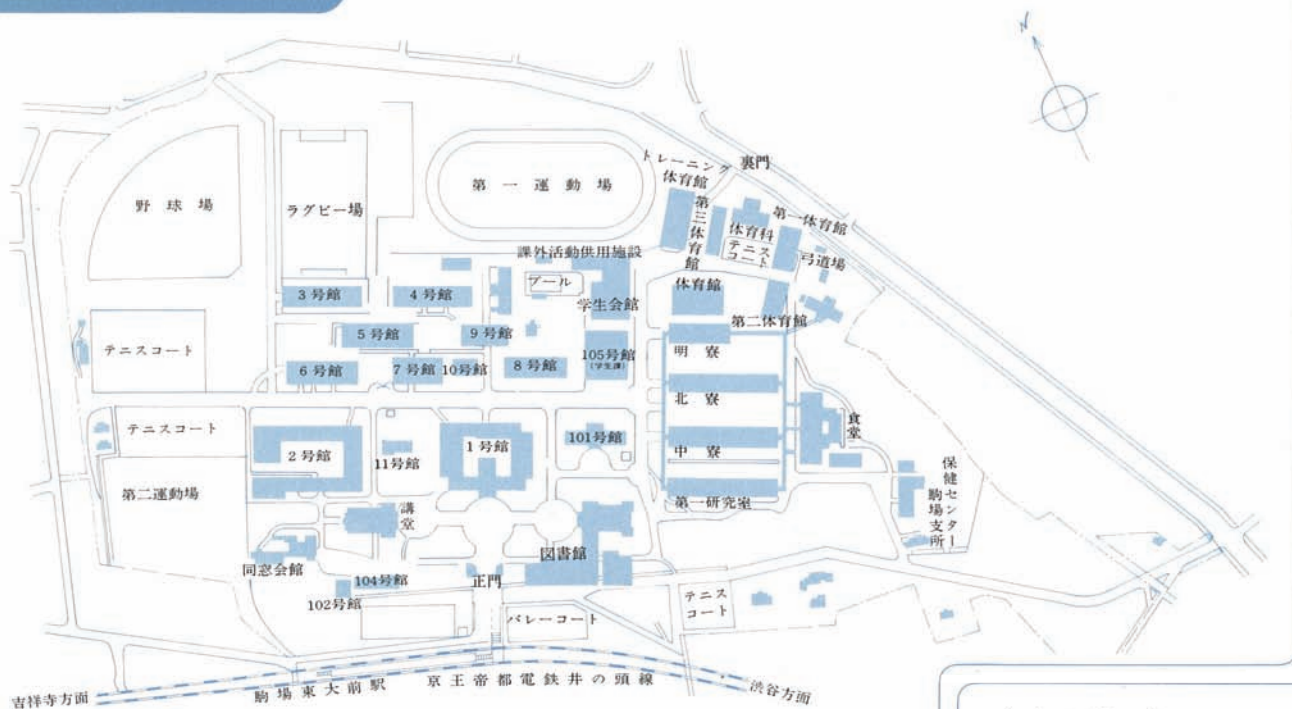 N
トレーニング
体育館
裏門
第一運動場
野球場
ラグビー場
第三体育館
体育科
第一体育館
テニス
コート
弓道場
課外活動供用施設
プール
学生会館
体育館
第二体育館
3号館
4号館
5号館
9号館
テニスコート
6号館
7号館
10号館
8号館
105号館
(学生課)
明寮
北寮
中寮
第一研究室
食堂
保健センター
駒場支所
テニスコート
2号館
11号館
1号館
101号館
第二運動場
講堂
同窓会館
図書館
104号館
正門
102号館
バレーコート
テニス
コート
吉祥寺方面
駒場東大前駅
京王帝都電鉄井の頭線
渋谷方面